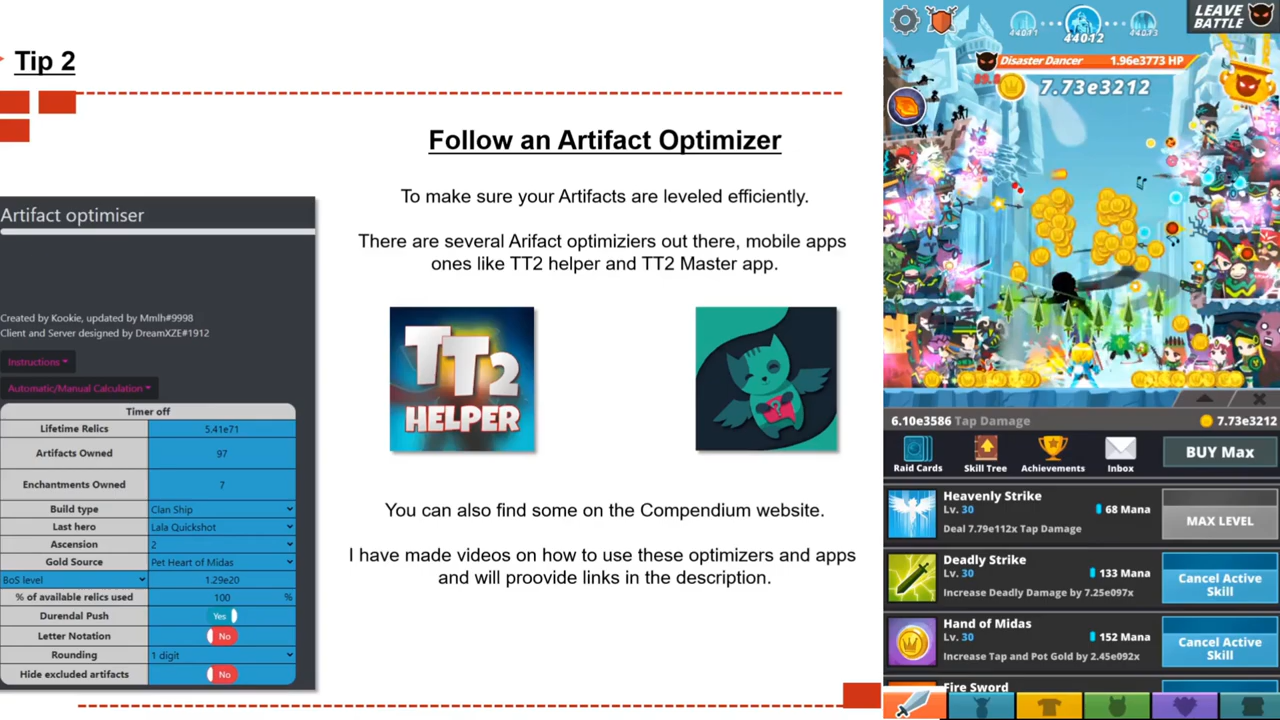 Tip 2
Follow an Artifact Optimizer
To make sure your Artifacts are leveled efficiently.
There are several Arifact optimiziers out there, mobile apps
ones like TT2 helper and TT2 Master app.
TT2
HELPER
?
You can also find some on the Compendium website.
I have made videos on how to use these optimizers and apps
and will proovide links in the description.
Artifact optimiser
Created by Kookie, updated by Mmlh#9998
Client and Server designed by DreamXZE#1912
Instructions
Automatic/Manual Calculation
Timer off
Lifetime Relics 5.41e71
Artifacts Owned 97
Enchantments Owned 7
Build type Clan Ship
Last hero Lala Quickshot
Ascension 2
Gold Source Pet Heart of Midas
BoS level 1.29e20
% of available relics used 100 %
Durendal Push Yes
Letter Notation No
Rounding 1 digit
Hide excluded artifacts No
LEAVE
BATTLE
44011 44012 44013
Disaster Dancer 1.96e3773 HP
7.73e3212
6.10e3586 Tap Damage 7.73e3212
Raid Cards Skill Tree Achievements Inbox BUY Max
Heavenly Strike
Lv. 30 68 Mana
Deal 7.79e112x Tap Damage
MAX LEVEL
Deadly Strike
Lv. 30 133 Mana
Increase Deadly Damage by 7.25e097x
Cancel Active
Skill
Hand of Midas
Lv. 30 152 Mana
Increase Tap and Pot Gold by 2.45e092x
Cancel Active
Skill
Fire Sword